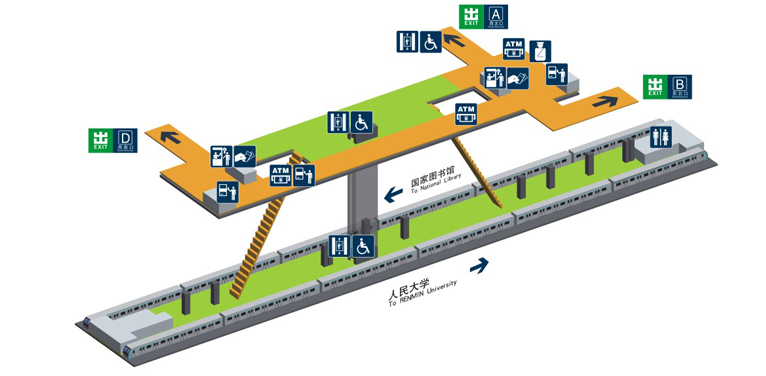 出 EXIT A
ATM
出 EXIT B
ATM
出 EXIT D
ATM
国家图书馆
To National Library
人民大学
To RENMIN University